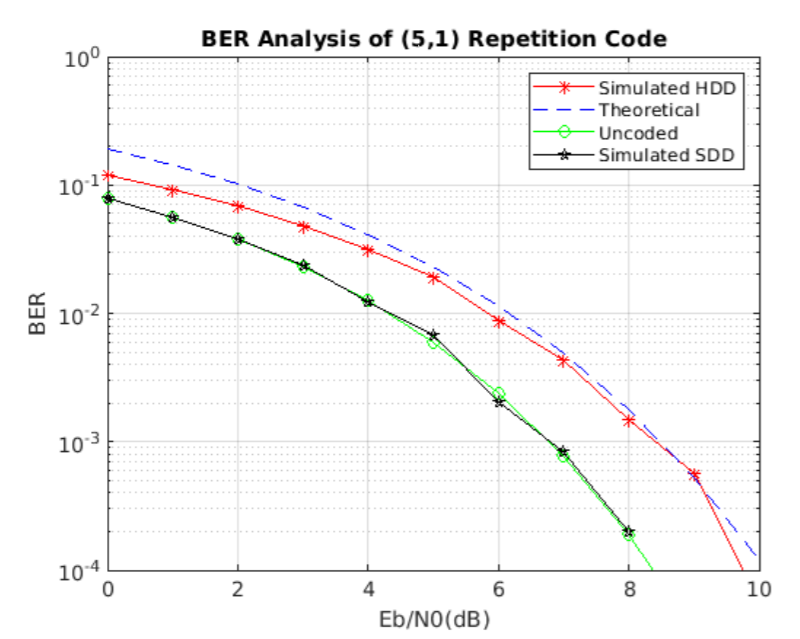 BER Analysis of (5,1) Repetition Code
10^0
10^-1
10^-2
10^-3
10^-4
BER
Simulated HDD
Theoretical
Uncoded
Simulated SDD
0 2 4 6 8 10
Eb/N0(dB)